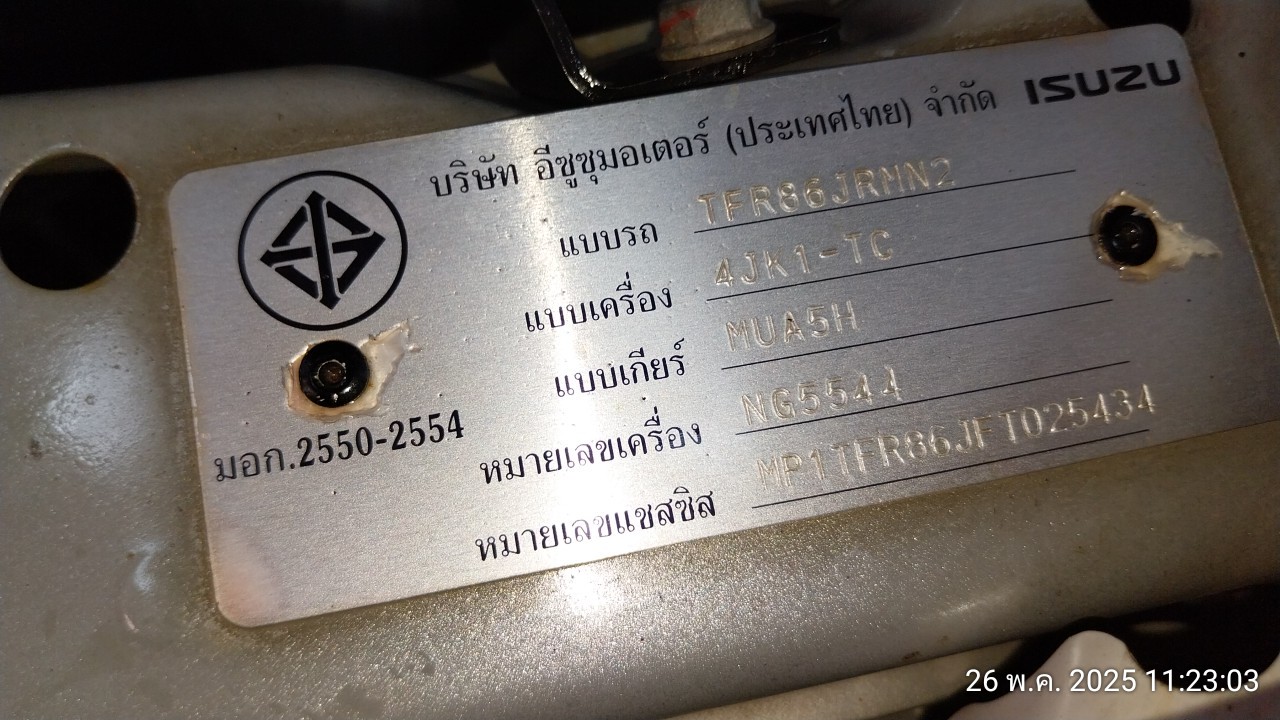 บริษัท อีซูซุมอเตอร์ (ประเทศไทย) จำกัด ISUZU
แบบรถ TFR86JRMN2
แบบเครื่อง 4JK1-TC
แบบเกียร์ MUA5H
มอก.2550-2554
หมายเลขเครื่อง NG5544
หมายเลขแชสซิส MP1TFR86JFT025434
26 พ.ค. 2025 11:23:03